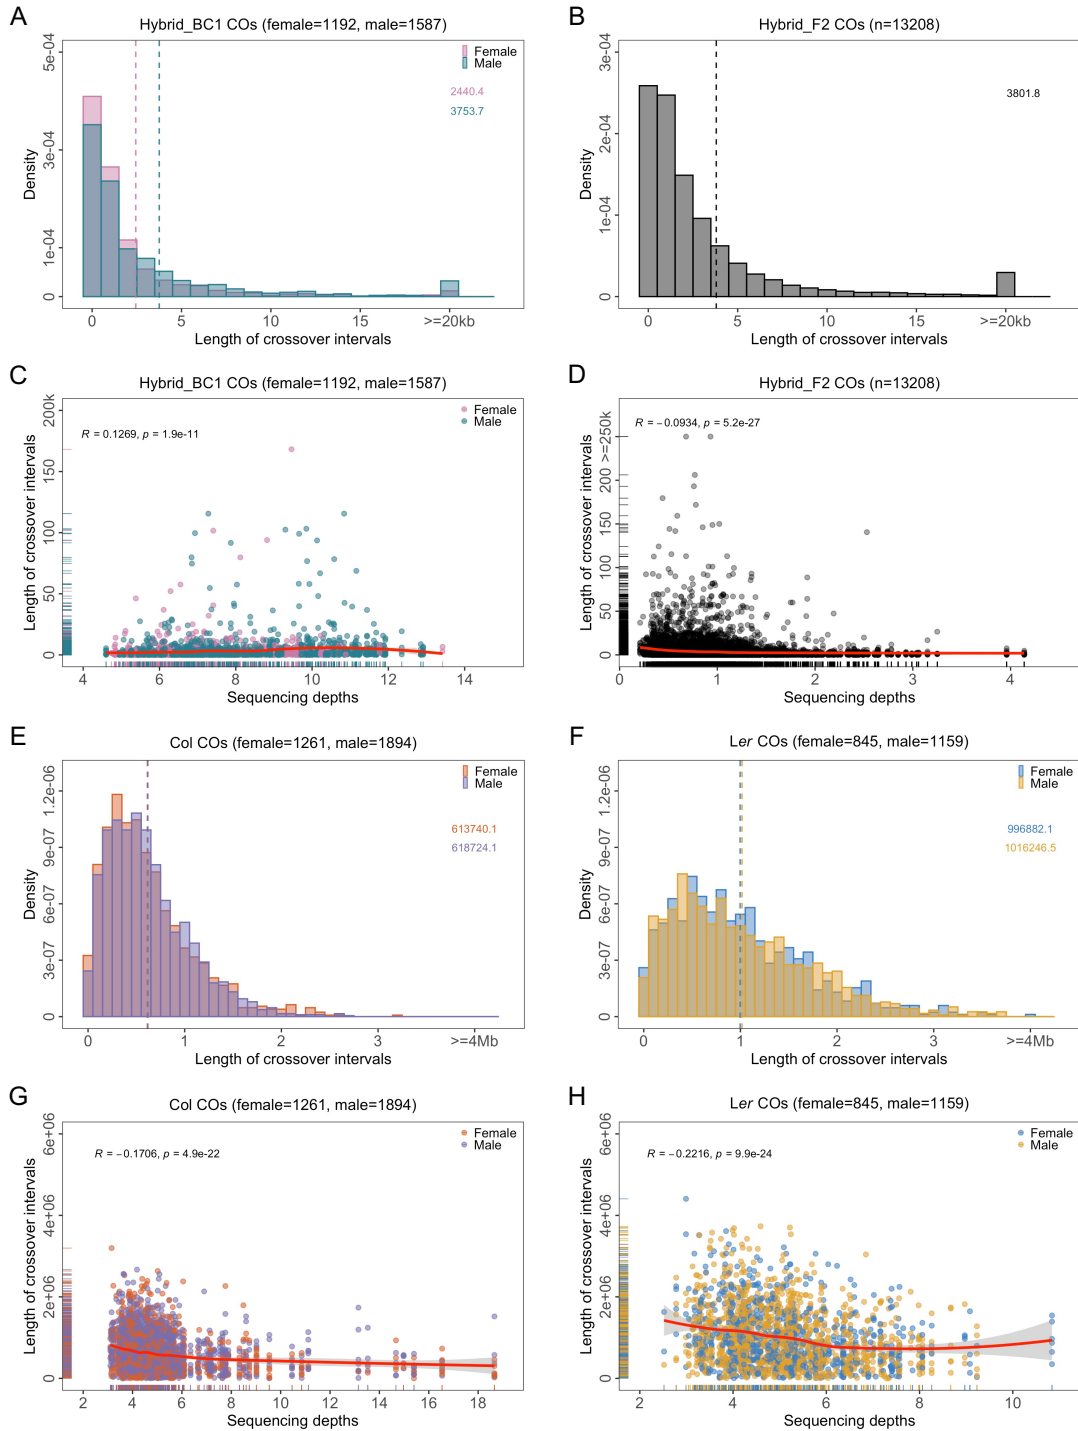 A
Hybrid_BC1 COs (female=1192, male=1587)
Female
Male
2440.4
3753.7
5e-04
3e-04
1e-04
0
Density
0
5
10
15
>=20kb
Length of crossover intervals
B
Hybrid_F2 COs (n=13208)
3801.8
3e-04
2e-04
1e-04
0
Density
0
5
10
15
>=20kb
Length of crossover intervals
C
Hybrid_BC1 COs (female=1192, male=1587)
Female
Male
R = 0.1269, p = 1.9e-11
200k
150
100
50
0
Length of crossover intervals
4
6
8
10
12
14
Sequencing depths
D
Hybrid_F2 COs (n=13208)
R = −0.0934, p = 5.2e-27
>=250k
200
150
100
50
0
Length of crossover intervals
0
1
2
3
4
Sequencing depths
E
Col COs (female=1261, male=1894)
Female
Male
613740.1
618724.1
1.2e-06
9e-07
6e-07
3e-07
0
Density
0
1
2
3
>=4Mb
Length of crossover intervals
F
Ler COs (female=845, male=1159)
Female
Male
996882.1
1016246.5
1.2e-06
9e-07
6e-07
3e-07
0
Density
0
1
2
3
>=4Mb
Length of crossover intervals
G
Col COs (female=1261, male=1894)
Female
Male
R = −0.1706, p = 4.9e-22
6e+06
4e+06
2e+06
0
Length of crossover intervals
2
4
6
8
10
12
14
16
18
Sequencing depths
H
Ler COs (female=845, male=1159)
Female
Male
R = −0.2216, p = 9.9e-24
6e+06
4e+06
2e+06
0
Length of crossover intervals
2
4
6
8
10
Sequencing depths